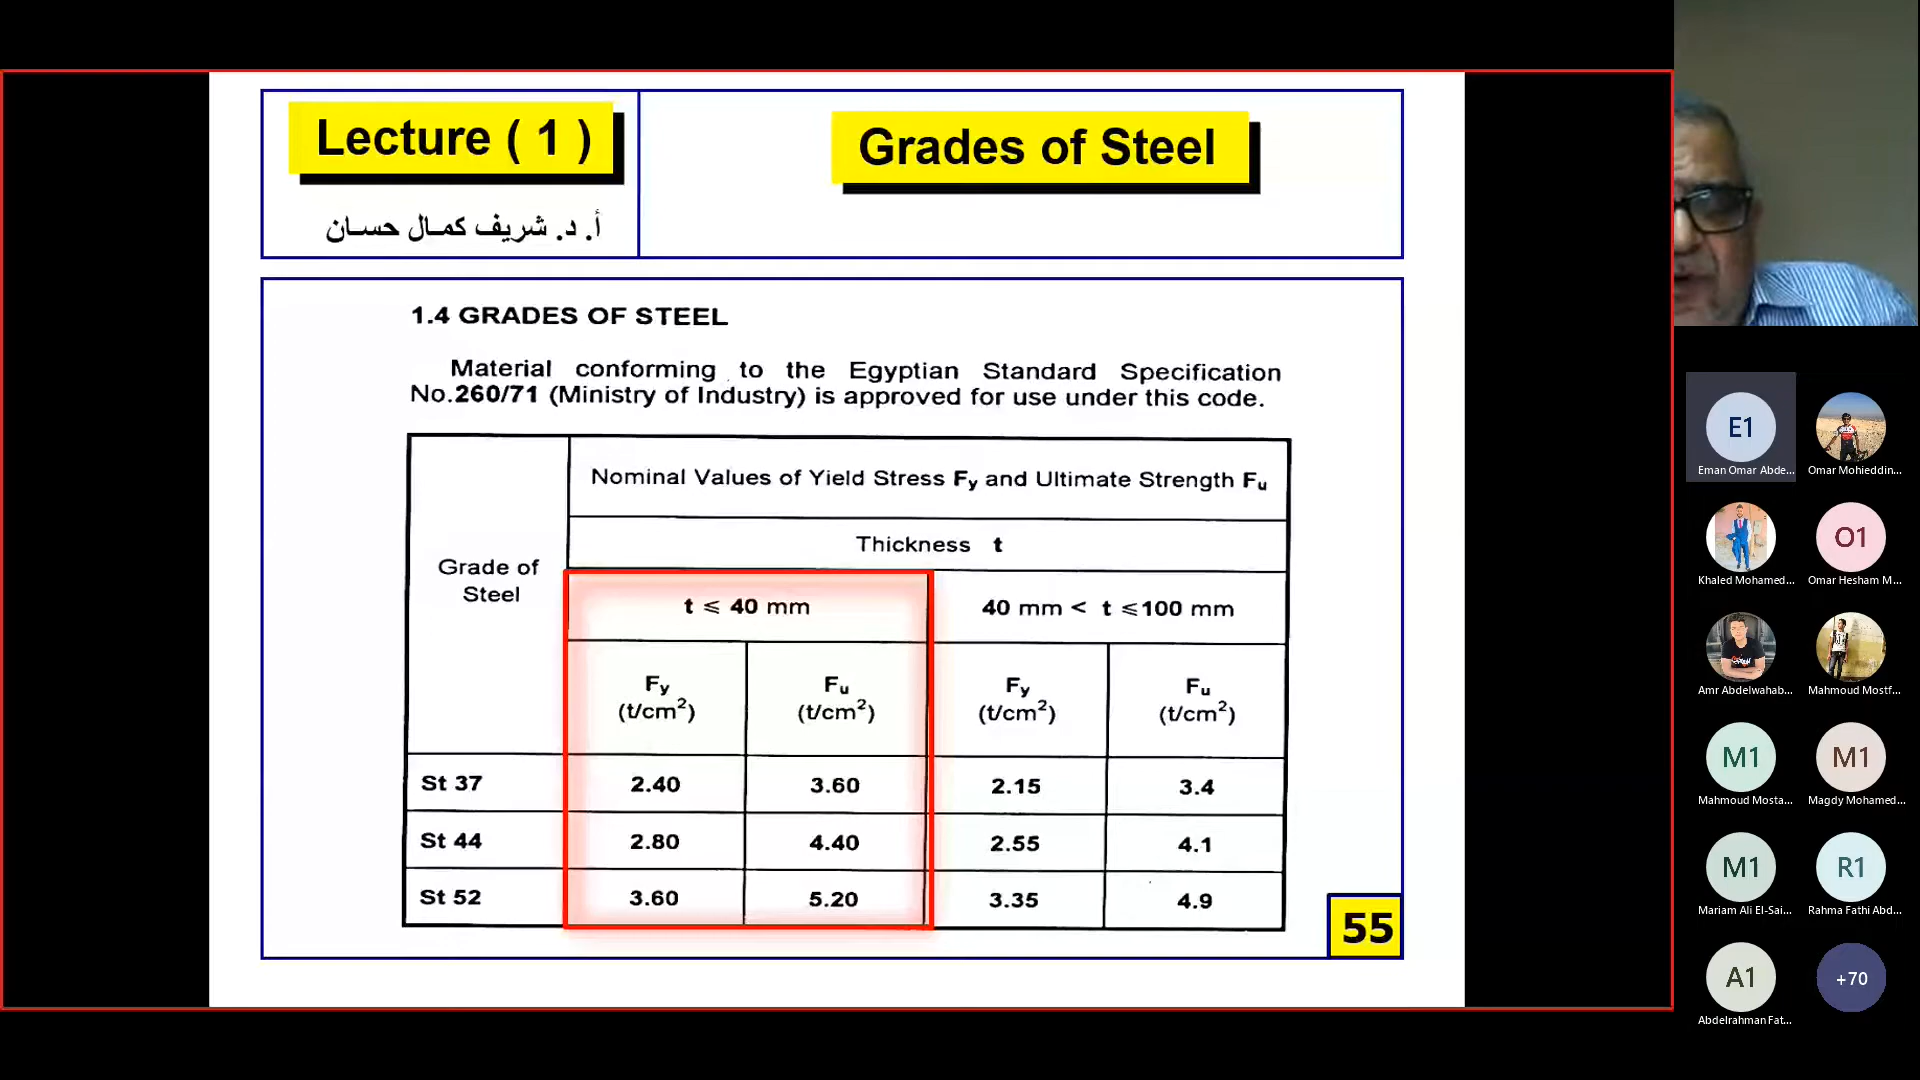 Lecture ( 1 )
أ. د. شريف كمال حسان
Grades of Steel
1.4 GRADES OF STEEL
Material conforming to the Egyptian Standard Specification
No.260/71 (Ministry of Industry) is approved for use under this code.
Grade of
Steel
Nominal Values of Yield Stress Fy and Ultimate Strength Fu
Thickness t
t ≤ 40 mm
40 mm < t ≤100 mm
Fy
(t/cm²)
Fu
(t/cm²)
Fy
(t/cm²)
Fu
(t/cm²)
St 37 2.40 3.60 2.15 3.4
St 44 2.80 4.40 2.55 4.1
St 52 3.60 5.20 3.35 4.9
55
E1
Eman Omar Abde...
Omar Mohieddin...
Khaled Mohamed...
O1
Omar Hesham M...
Amr Abdelwahab...
Mahmoud Mostf...
M1
Mahmoud Mosta...
M1
Magdy Mohamed...
M1
Mariam Ali El-Sai...
R1
Rahma Fathi Abd...
A1
Abdelrahman Fat...
+70